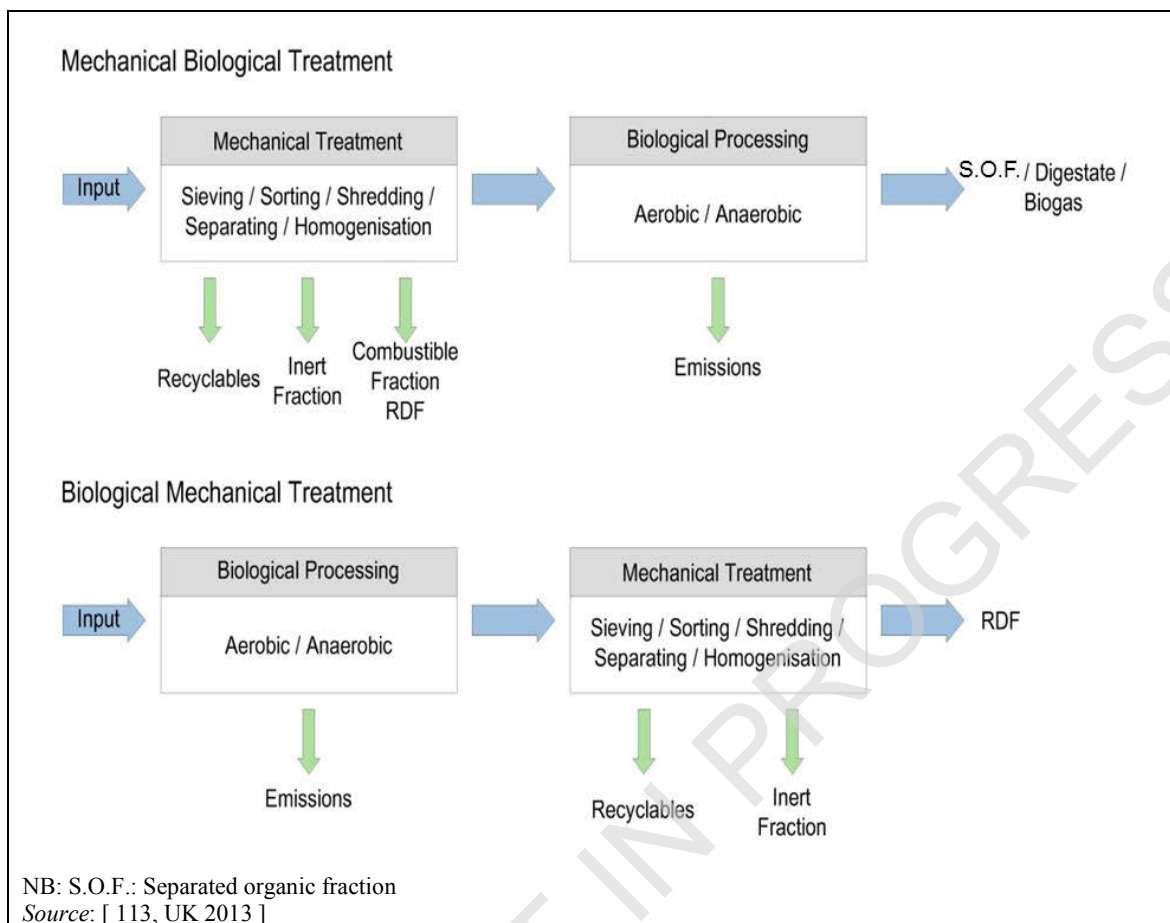 Mechanical Biological Treatment
Input
Mechanical Treatment
Sieving / Sorting / Shredding /
Separating / Homogenisation
Biological Processing
Aerobic / Anaerobic
S.O.F. / Digestate /
Biogas
Recyclables
Inert
Fraction
Combustible
Fraction
RDF
Emissions
Biological Mechanical Treatment
Input
Biological Processing
Aerobic / Anaerobic
Mechanical Treatment
Sieving / Sorting / Shredding /
Separating / Homogenisation
RDF
Emissions
Recyclables
Inert
Fraction
NB: S.O.F.: Separated organic fraction
Source: [ 113, UK 2013 ]
IN PROGRESS